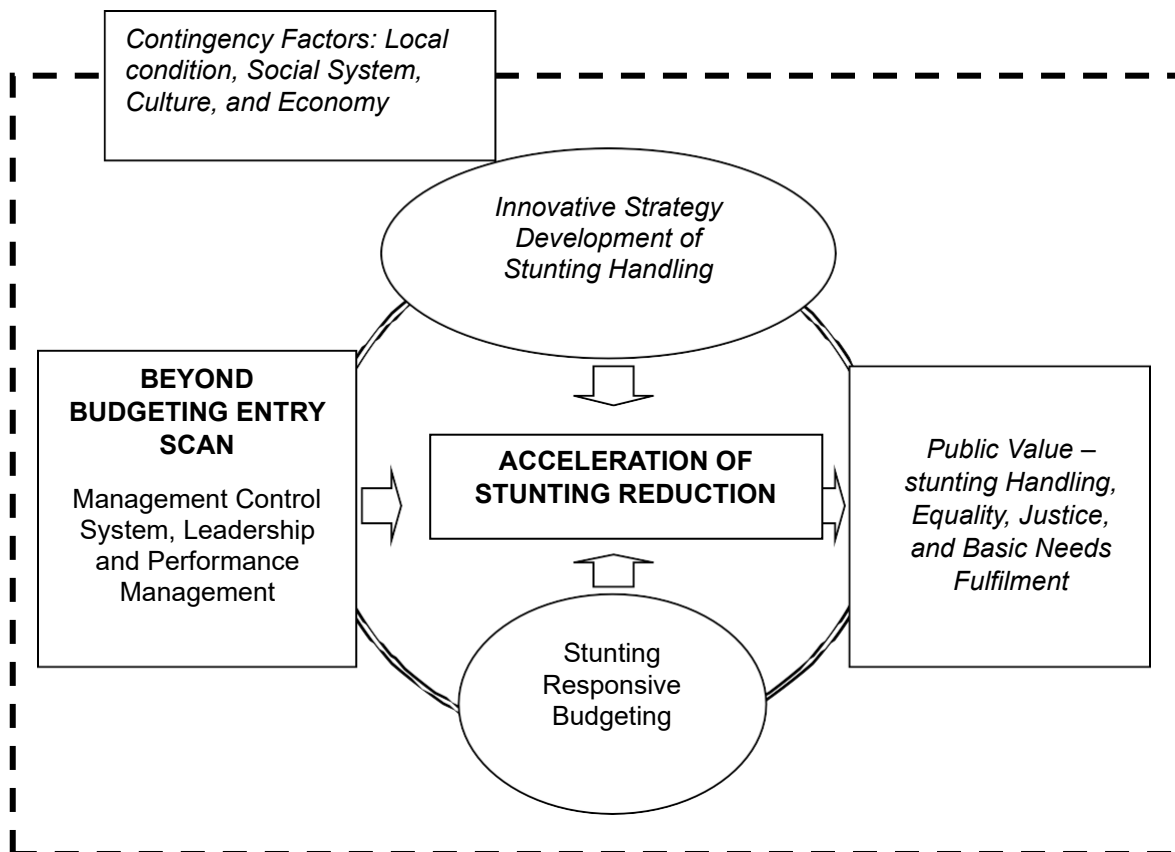 Contingency Factors: Local
condition, Social System,
Culture, and Economy
Innovative Strategy
Development of
Stunting Handling
BEYOND
BUDGETING ENTRY
SCAN
Management Control
System, Leadership
and Performance
Management
ACCELERATION OF
STUNTING REDUCTION
Public Value –
stunting Handling,
Equality, Justice,
and Basic Needs
Fulfilment
Stunting
Responsive
Budgeting